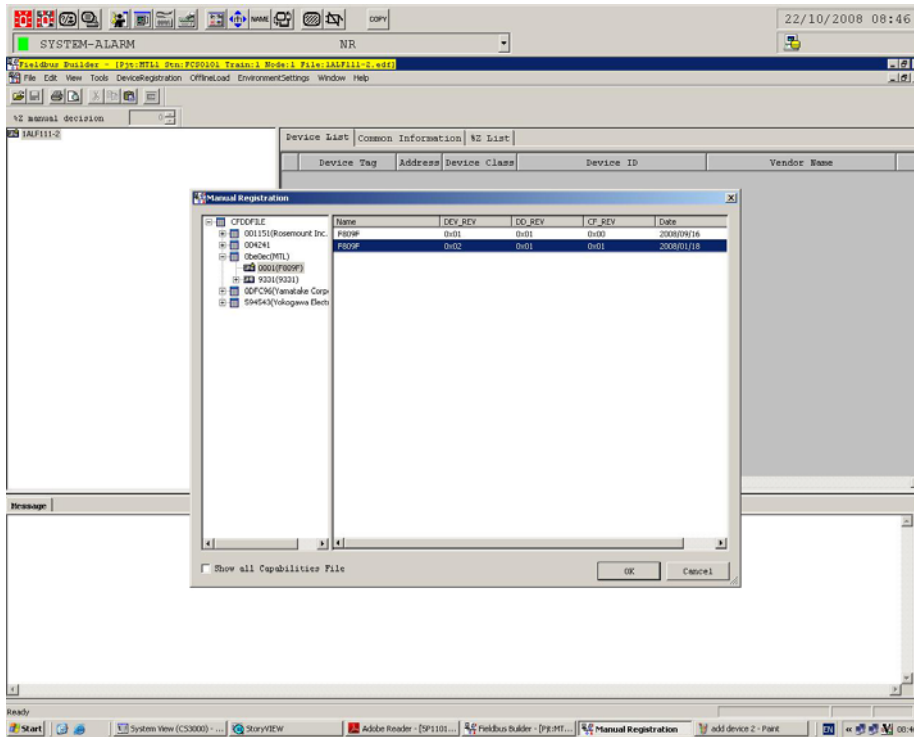 NAME
COPY
22/10/2008 08:46
SYSTEM-ALARM NR
Fieldbus Builder - [Pjt:MTL1 Stn:FCS0101 Train:1 Node:1 File:1ALF111-2.edf]
File Edit View Tools DeviceRegistration OfflineLoad EnvironmentSettings Window Help
%Z manual decision 0
1ALF111-2
Device List Common Information %Z List
Device Tag Address Device Class Device ID Vendor Name
Manual Registration
CFDDFILE
001151(Rosemount Inc.
004241
0be0ec(MTL)
0001(F809F)
9331(9331)
0DFC96(Yamatake Corp
594543(Yokogawa Electr
Name DEV_REV DD_REV CF_REV Date
F809F 0x01 0x01 0x00 2008/09/16
F809F 0x02 0x01 0x01 2008/01/18
Message
Show all Capabilities File
OK Cancel
Ready
Start System View (CS3000) - ... StoryVIEW Adobe Reader - [SP1101... Fieldbus Builder - [Pjt:MT... Manual Registration add device 2 - Paint EN